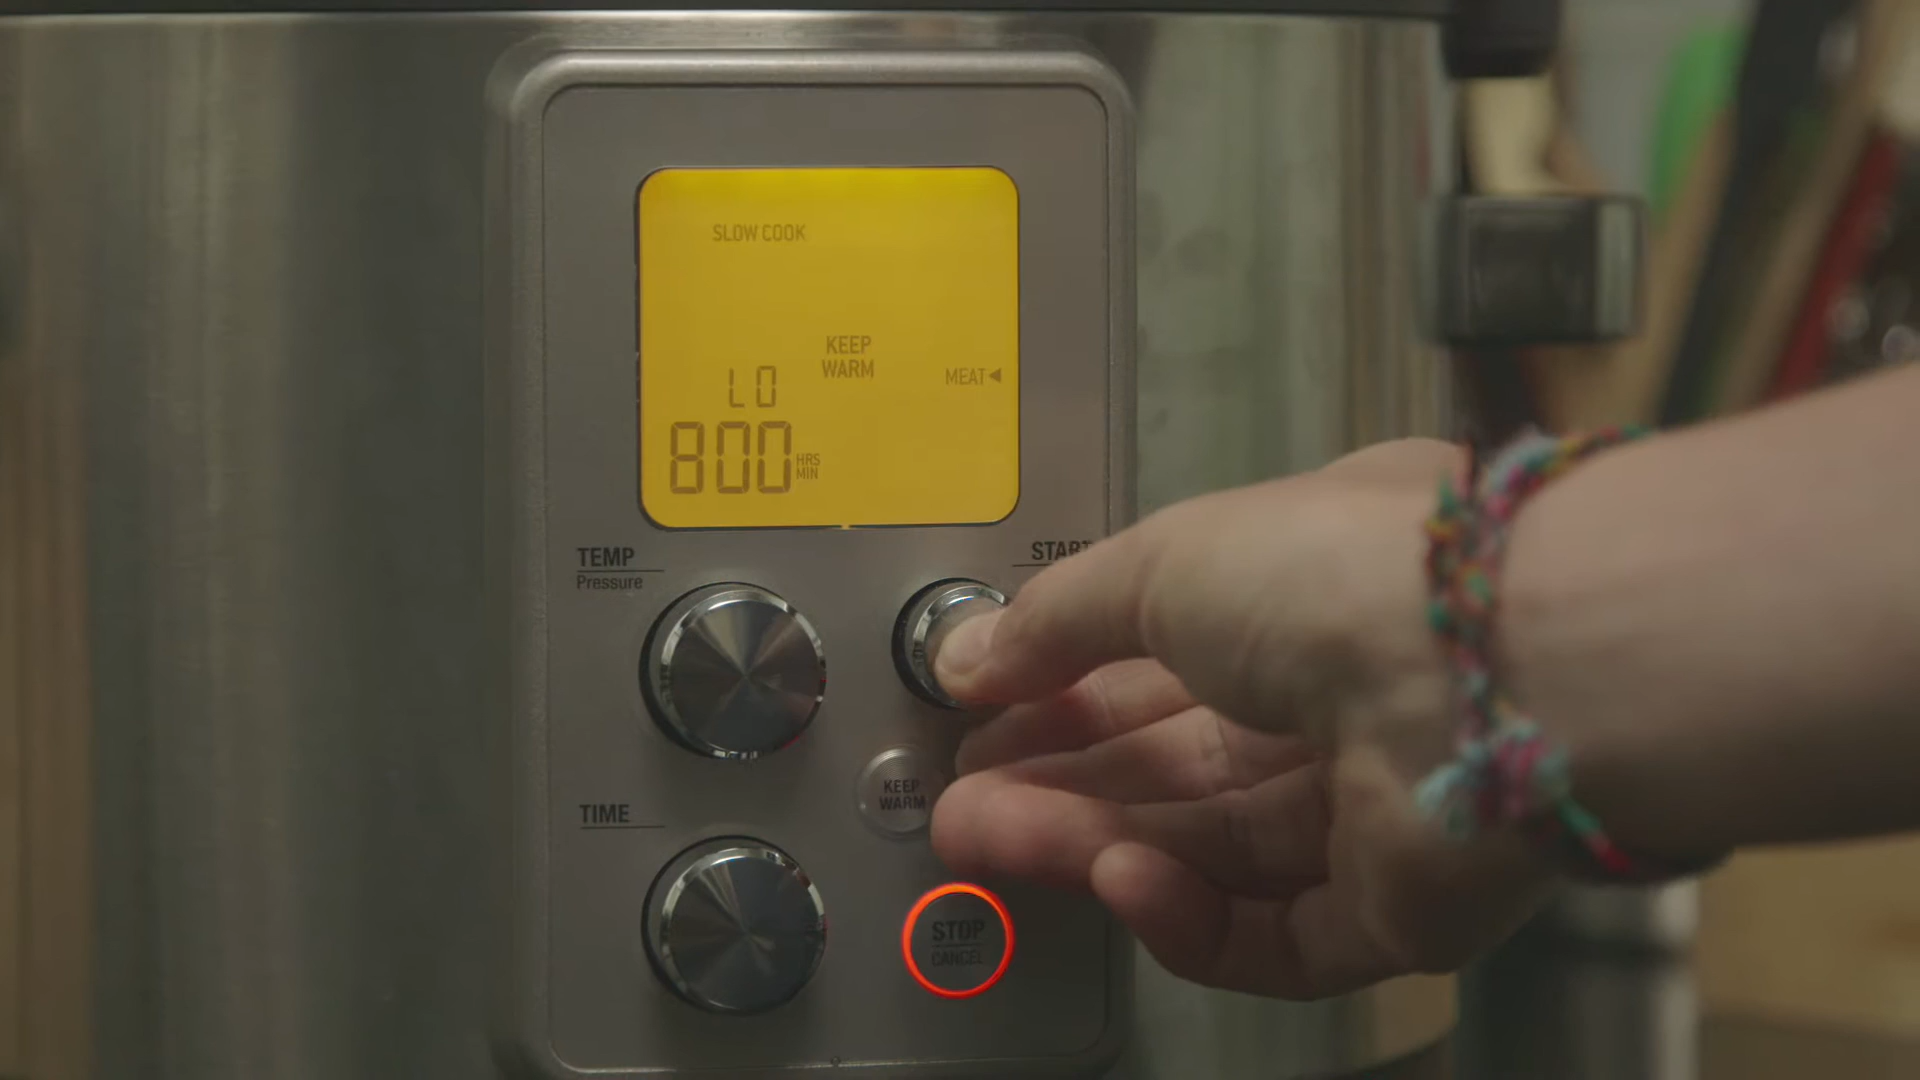 SLOW COOK
KEEP
WARM
MEAT
LO
800 HRS
MIN
TEMP
Pressure
START
TIME
KEEP
WARM
STOP
CANCEL